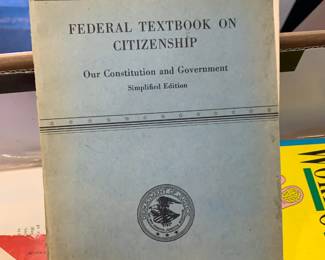 FEDERAL TEXTBOOK ON
CITIZENSHIP
Our Constitution and Government
Simplified Edition